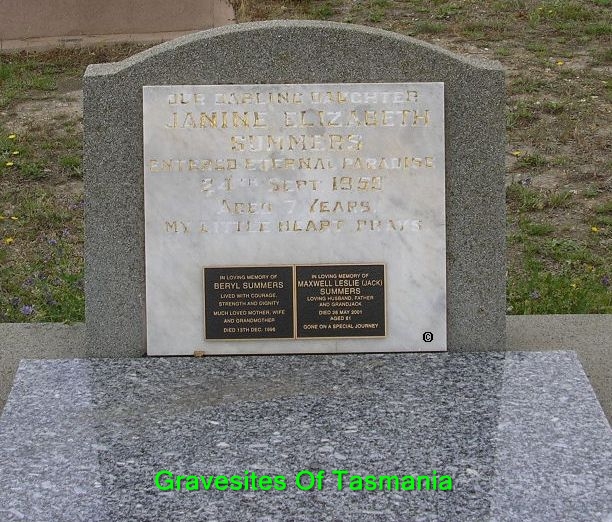 OUR DARLING DAUGHTER
JANINE ELIZABETH
SUMMERS
ENTERED ETERNAL PARADISE
24TH SEPT 1959
AGED 7 YEARS
MY LITTLE HEART PRAYS
IN LOVING MEMORY OF
BERYL SUMMERS
LIVED WITH COURAGE,
STRENGTH AND DIGNITY
MUCH LOVED MOTHER, WIFE
AND GRANDMOTHER
DIED 13TH DEC. 1996
IN LOVING MEMORY OF
MAXWELL LESLIE (JACK)
SUMMERS
LOVING HUSBAND, FATHER
AND GRANDJACK
DIED 26 MAY 2001
AGED 81
GONE ON A SPECIAL JOURNEY
©
Gravesites Of Tasmania